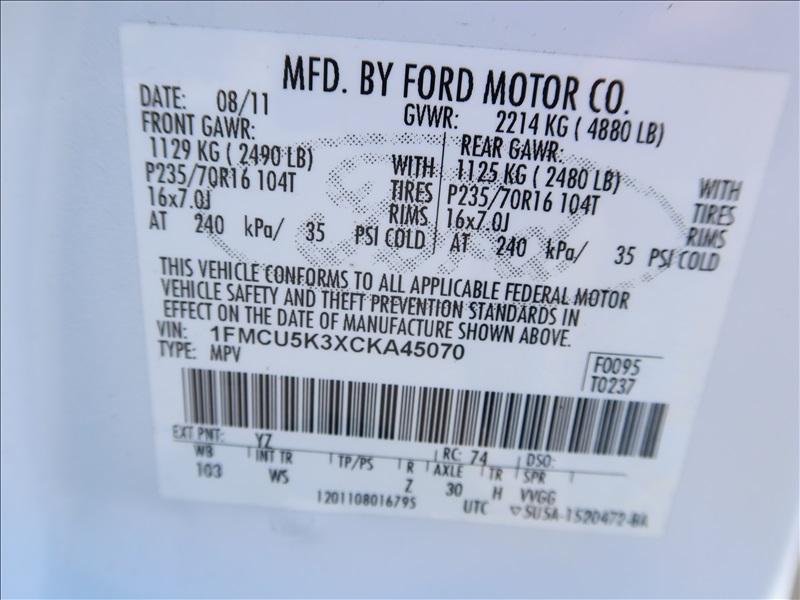 MFD. BY FORD MOTOR CO.
DATE: 08/11 GVWR: 2214 KG ( 4880 LB)
FRONT GAWR: REAR GAWR:
1129 KG ( 2490 LB) WITH 1125 KG ( 2480 LB) WITH
P235/70R16 104T TIRES P235/70R16 104T TIRES
16x7.0J RIMS 16x7.0J RIMS
AT 240 kPa/ 35 PSI COLD AT 240 kPa/ 35 PSI COLD
THIS VEHICLE CONFORMS TO ALL APPLICABLE FEDERAL MOTOR
VEHICLE SAFETY AND THEFT PREVENTION STANDARDS IN
EFFECT ON THE DATE OF MANUFACTURE SHOWN ABOVE.
VIN: 1FMCU5K3XCKA45070
TYPE: MPV
F0095
T0237
EXT PNT: YZ RC: 74 DSO:
WB INT TR TP/PS R AXLE TR SPR
103 WS Z 30 H VVGG
1201108016795 UTC ▽SU5A-1520472-BA